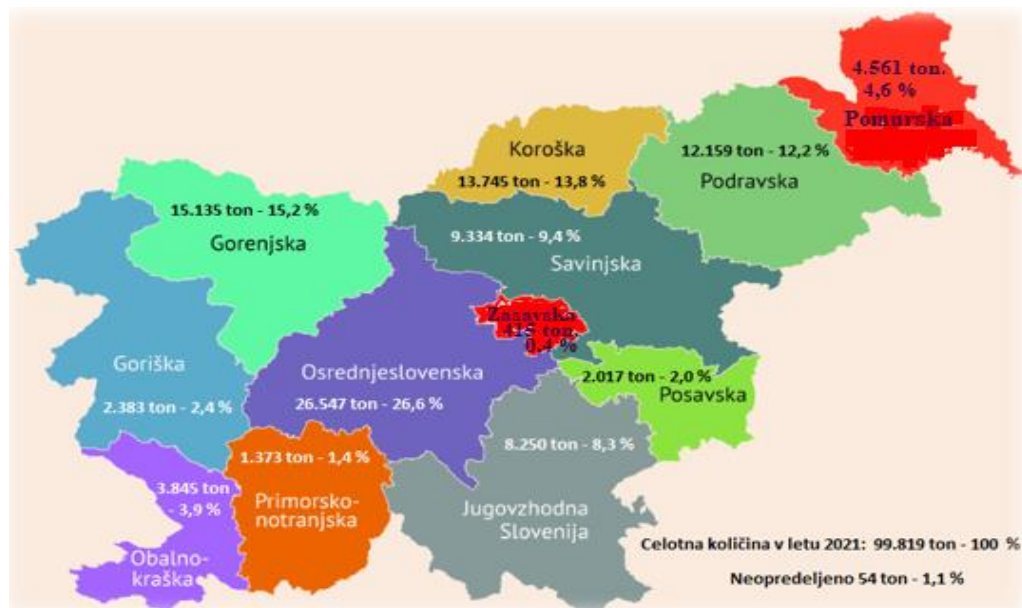 4.561 ton.
4,6 %
Pomurska
Koroška
13.745 ton - 13,8 %
12.159 ton - 12,2 %
Podravska
15.135 ton - 15,2 %
Gorenjska
9.334 ton - 9,4 %
Savinjska
Zasavska
415 ton.
0,4 %
Goriška
2.383 ton - 2,4 %
Osrednjeslovenska
26.547 ton - 26,6 %
2.017 ton - 2,0 %
Posavska
8.250 ton - 8,3 %
Jugovzhodna
Slovenija
1.373 ton - 1,4 %
Primorsko-
notranjska
3.845 ton
- 3,9 %
Obalno-
kraška
Celotna količina v letu 2021: 99.819 ton - 100 %
Neopredeljeno 54 ton - 1,1 %